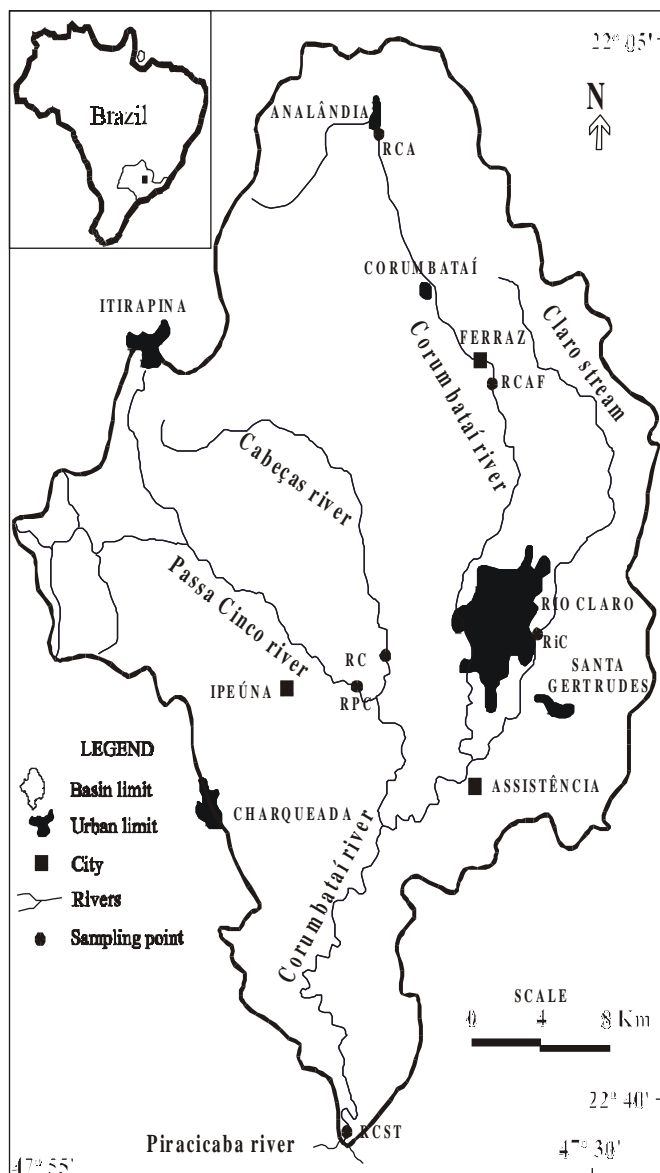 22° 05'
Brazil
N
ANALÂNDIA
RCA
CORUMBATAÍ
ITIRAPINA
FERRAZ
RCAF
Claro stream
Corumbataí river
Cabeças river
Passa Cinco river
RIO CLARO
RiC
RC
SANTA
GERTRUDES
IPEÚNA
RPC
LEGEND
Basin limit
Urban limit
City
Rivers
Sampling point
ASSISTÊNCIA
CHARQUEADA
Corumbataí river
SCALE
0 4 8 Km
22° 40'
RCST
Piracicaba river
47° 55'
47° 30'